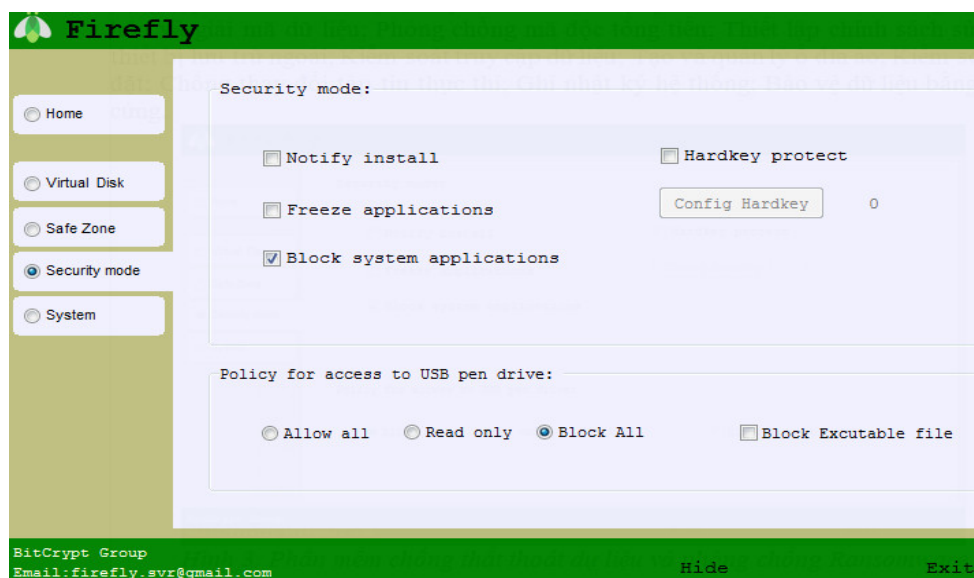 Firefly
Security mode:
Home
Notify install
Hardkey protect
Virtual Disk
Freeze applications
Config Hardkey
0
Safe Zone
Block system applications
Security mode
System
Policy for access to USB pen drive:
Allow all
Read only
Block All
Block Excutable file
BitCrypt Group
Email:firefly.svr@gmail.com
Hide
Exit